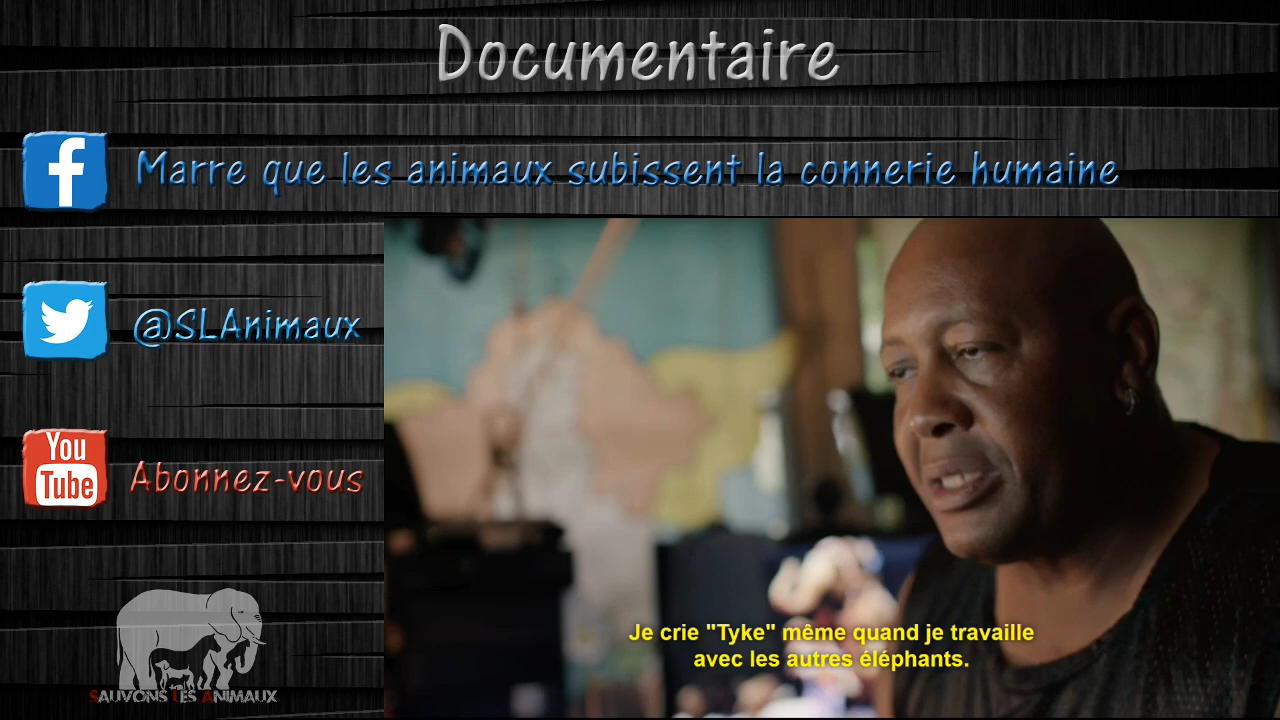 Documentaire
Marre que les animaux subissent la connerie humaine
@SLAnimaux
You
Tube
Abonnez-vous
Je crie "Tyke" même quand je travaille
avec les autres éléphants.
SAUVONS LES ANIMAUX